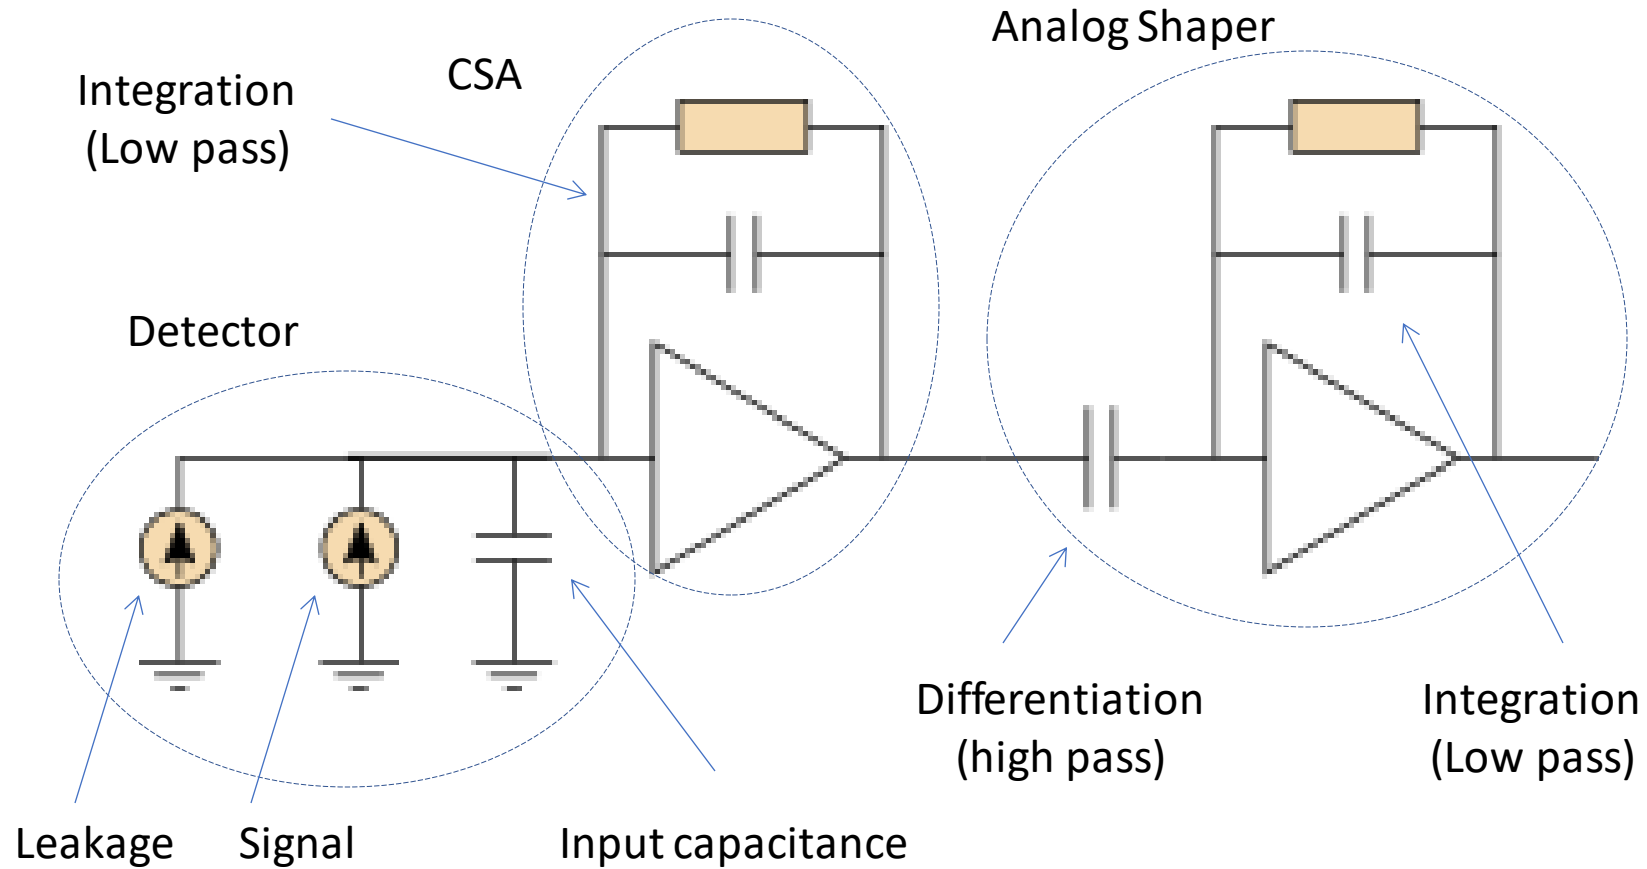 Analog Shaper
CSA
Integration
(Low pass)
Detector
Differentiation
(high pass)
Integration
(Low pass)
Leakage
Signal
Input capacitance